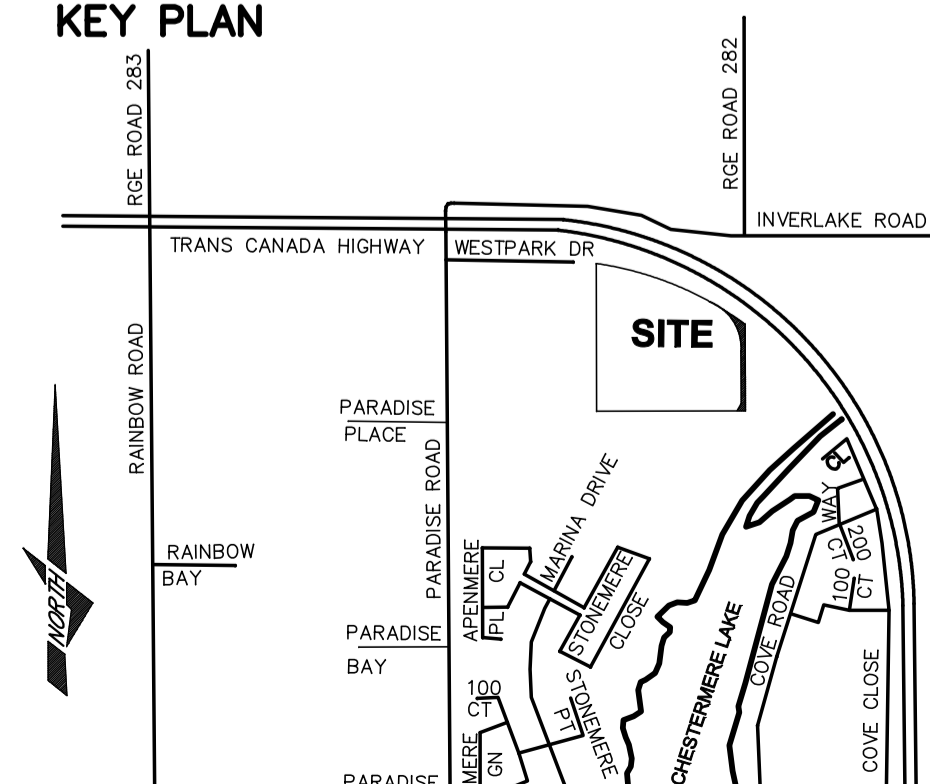 KEY PLAN
RGE ROAD 283
RGE ROAD 282
INVERLAKE ROAD
TRANS CANADA HIGHWAY
WESTPARK DR
SITE
RAINBOW ROAD
PARADISE
PLACE
PARADISE ROAD
MARINA DRIVE
CL
WAY
200
CT
100
CT
RAINBOW
BAY
APENMERE
CL
PL
STONEMERE
CLOSE
NORTH
COVE ROAD
CHESTERMERE LAKE
PARADISE
BAY
100
CT
STONEMERE
PT
COVE CLOSE
MERE
GN
PARADISE